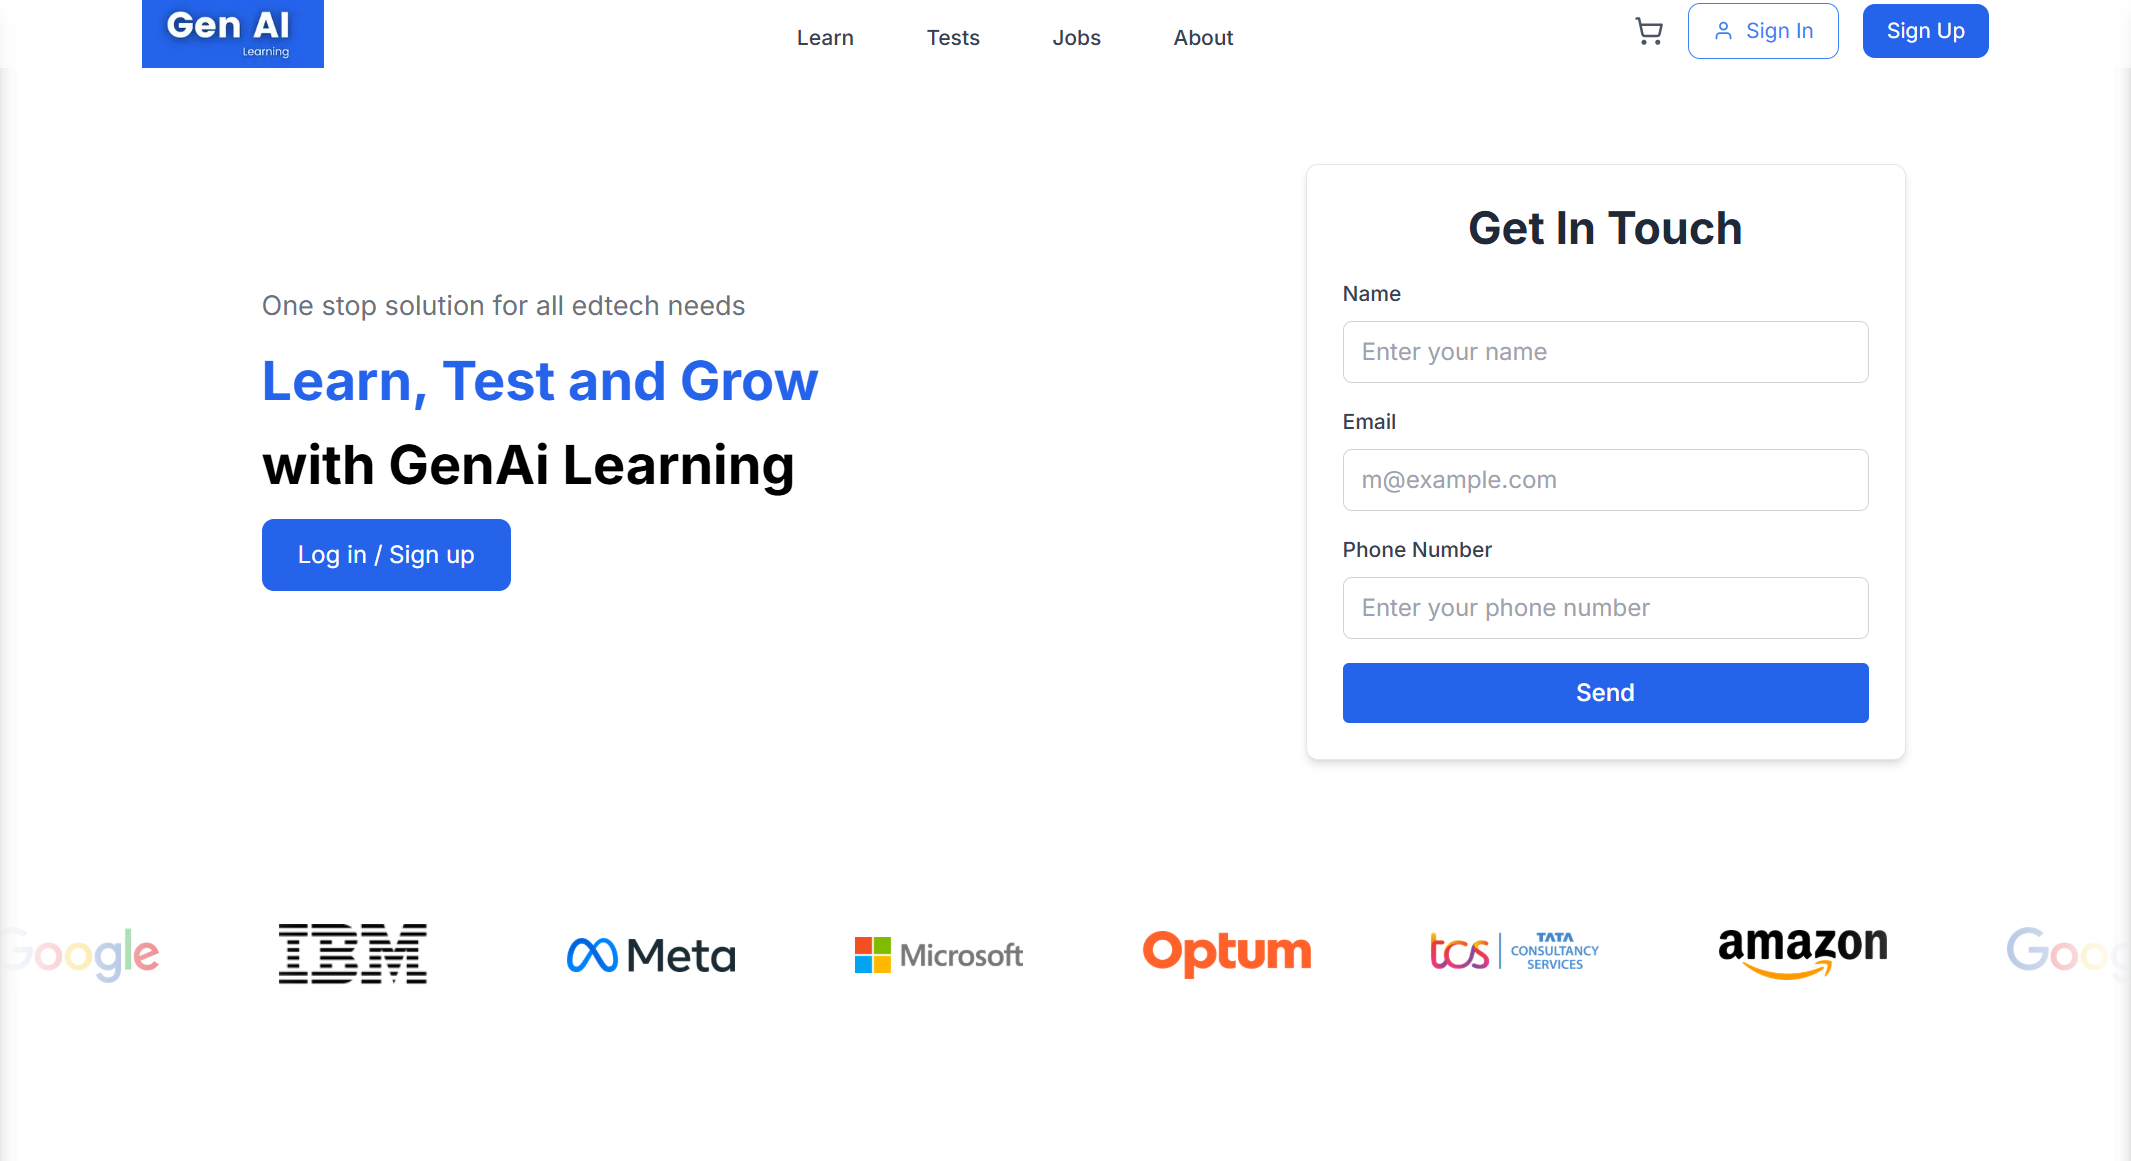 Gen AI
Learning
Learn
Tests
Jobs
About
Sign In
Sign Up
One stop solution for all edtech needs
Learn, Test and Grow
with GenAi Learning
Log in / Sign up
Get In Touch
Name
Enter your name
Email
m@example.com
Phone Number
Enter your phone number
Send
Google
IBM
Meta
Microsoft
Optum
tcs
TATA
CONSULTANCY
SERVICES
amazon
Goog